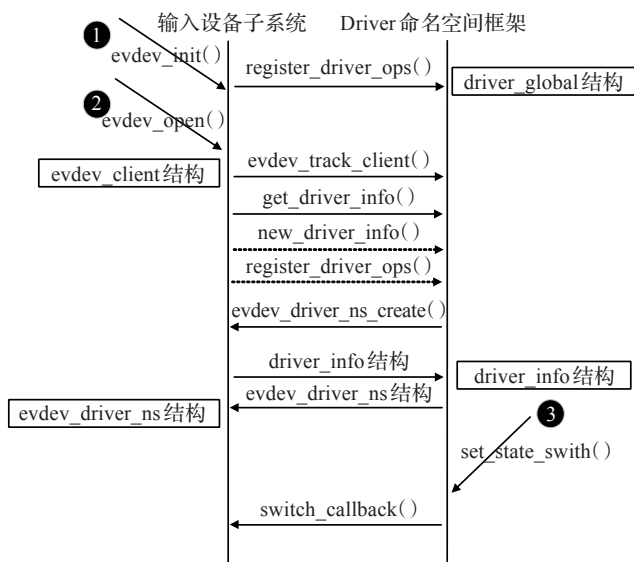 输入设备子系统 Driver命名空间框架
❶
evdev_init()
register_driver_ops()
driver_global结构
❷
evdev_open()
evdev_track_client()
evdev_client结构
get_driver_info()
new_driver_info()
register_driver_ops()
evdev_driver_ns_create()
driver_info结构
driver_info结构
evdev_driver_ns结构
evdev_driver_ns结构
❸
set_state_swith()
switch_callback()